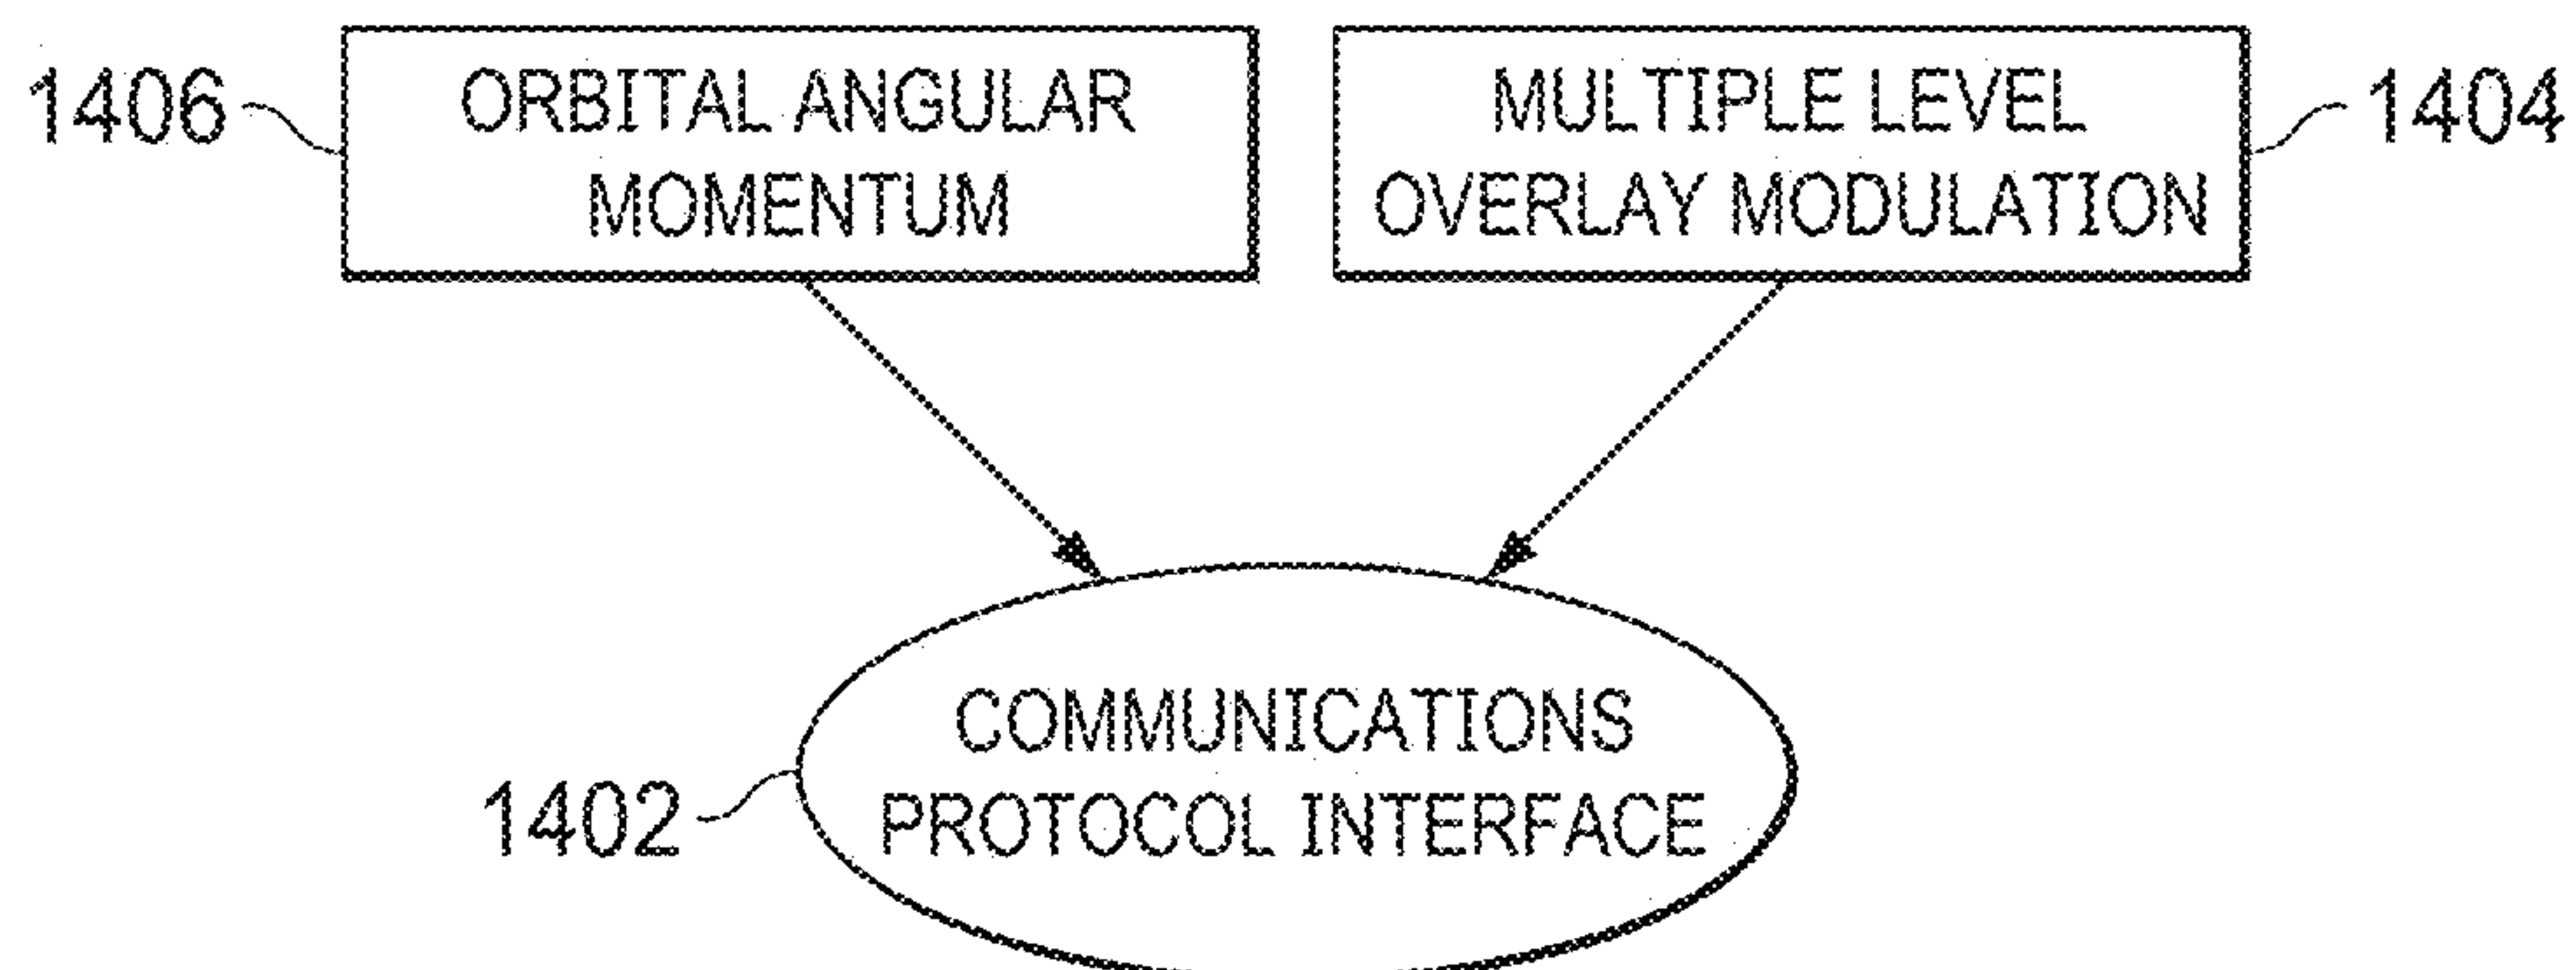 1406
ORBITAL ANGULAR
MOMENTUM
MULTIPLE LEVEL
OVERLAY MODULATION
1404
1402
COMMUNICATIONS
PROTOCOL INTERFACE